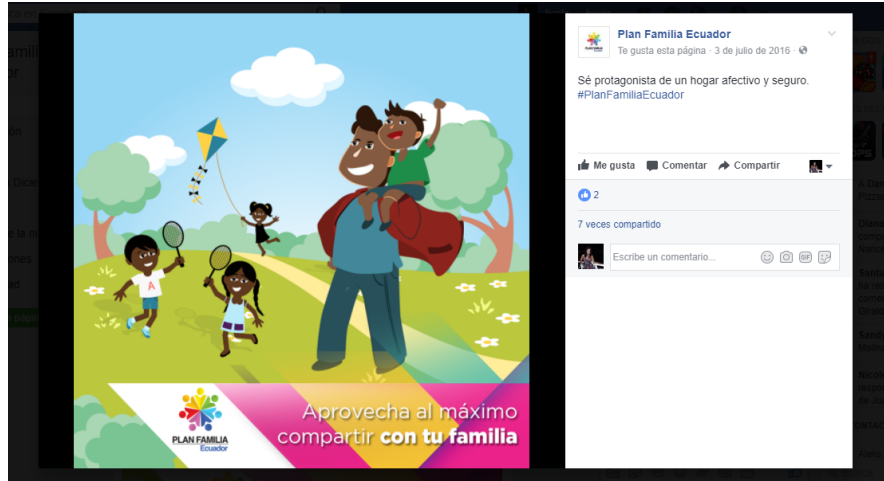 A
PLAN FAMILIA
Ecuador
Aprovecha al máximo
compartir con tu familia
Plan Familia Ecuador
Te gusta esta página · 3 de julio de 2016 ·
Sé protagonista de un hogar afectivo y seguro.
#PlanFamiliaEcuador
Me gusta Comentar Compartir
2
7 veces compartido
Escribe un comentario... GIF